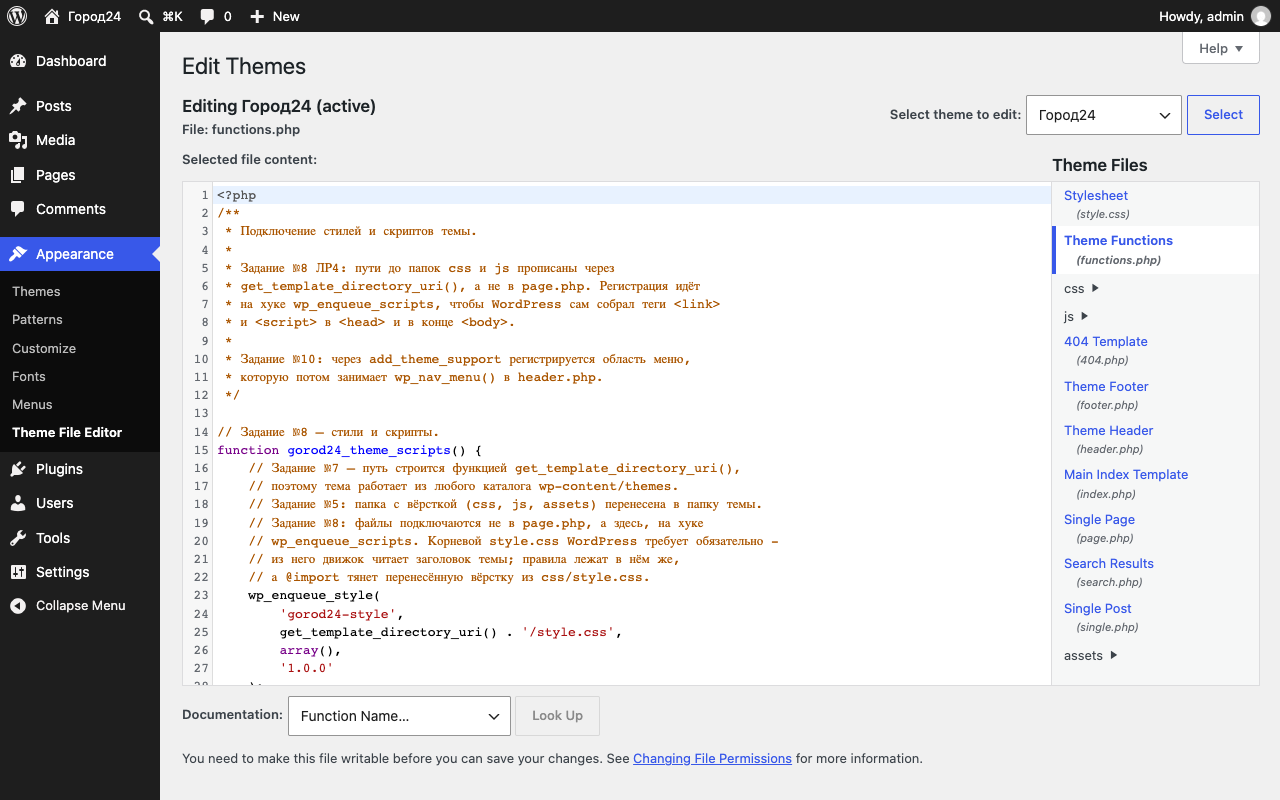 Город24
⌘K
0
New
Howdy, admin
Dashboard
Posts
Media
Pages
Comments
Appearance
Themes
Patterns
Customize
Fonts
Menus
Theme File Editor
Plugins
Users
Tools
Settings
Collapse Menu
Help
Edit Themes
Editing Город24 (active)
File: functions.php
Select theme to edit:
Город24
Select
Selected file content:
1 <?php
2 /**
3  * Подключение стилей и скриптов темы.
4  *
5  * Задание №8 ЛР4: пути до папок css и js прописаны через
6  * get_template_directory_uri(), а не в page.php. Регистрация идёт
7  * на хуке wp_enqueue_scripts, чтобы WordPress сам собрал теги <link>
8  * и <script> в <head> и в конце <body>.
9  *
10  * Задание №10: через add_theme_support регистрируется область меню,
11  * которую потом занимает wp_nav_menu() в header.php.
12  */
13
14 // Задание №8 — стили и скрипты.
15 function gorod24_theme_scripts() {
16     // Задание №7 — путь строится функцией get_template_directory_uri(),
17     // поэтому тема работает из любого каталога wp-content/themes.
18     // Задание №5: папка с вёрсткой (css, js, assets) перенесена в папку темы.
19     // Задание №8: файлы подключаются не в page.php, а здесь, на хуке
20     // wp_enqueue_scripts. Корневой style.css WordPress требует обязательно —
21     // из него движок читает заголовок темы; правила лежат в нём же,
22     // а @import тянет перенесённую вёрстку из css/style.css.
23     wp_enqueue_style(
24         'gorod24-style',
25         get_template_directory_uri() . '/style.css',
26         array(),
27         '1.0.0'
Theme Files
Stylesheet
(style.css)
Theme Functions
(functions.php)
css
js
404 Template
(404.php)
Theme Footer
(footer.php)
Theme Header
(header.php)
Main Index Template
(index.php)
Single Page
(page.php)
Search Results
(search.php)
Single Post
(single.php)
assets
Documentation:
Function Name...
Look Up
You need to make this file writable before you can save your changes. See Changing File Permissions for more information.